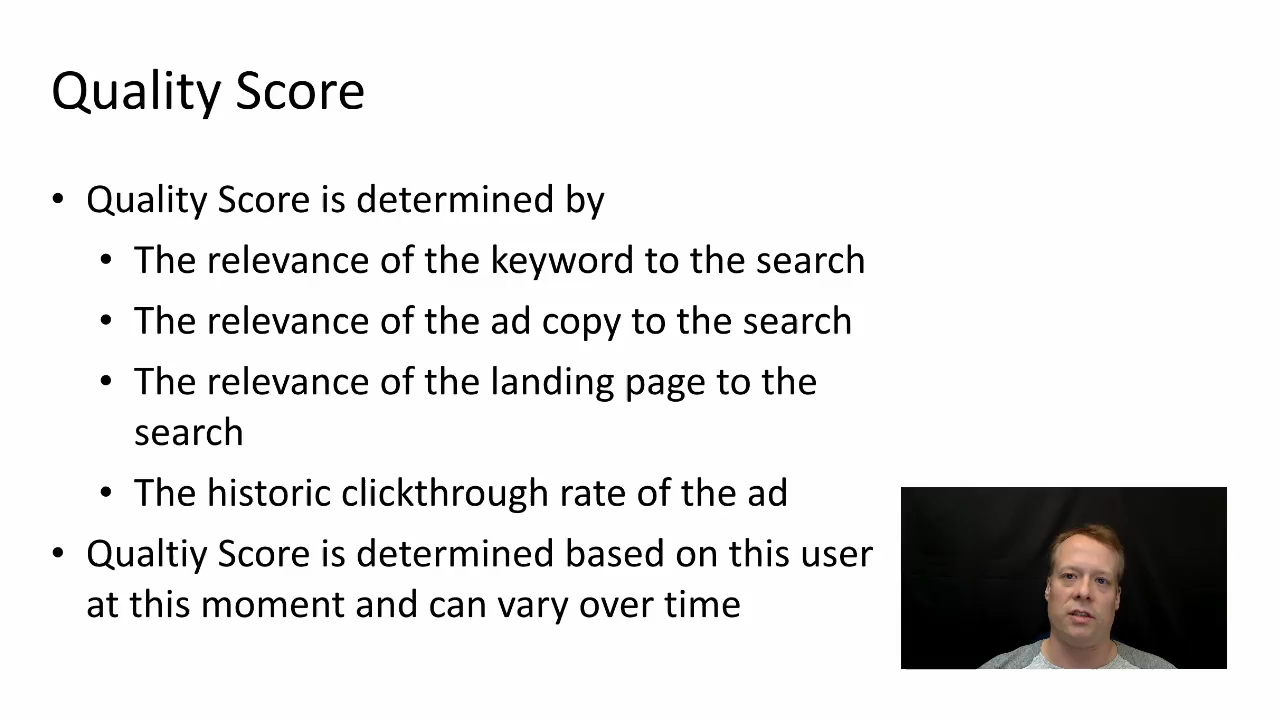 Quality Score
• Quality Score is determined by
• The relevance of the keyword to the search
• The relevance of the ad copy to the search
• The relevance of the landing page to the
search
• The historic clickthrough rate of the ad
• Qualtiy Score is determined based on this user
at this moment and can vary over time